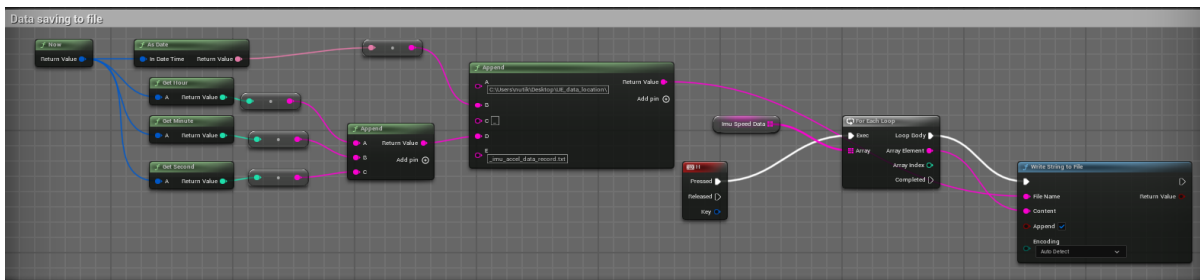 Data saving to file
Now
Return Value
As Date
In Date Time Return Value
Get Hour
A Return Value
Get Minute
A Return Value
Get Second
A Return Value
Append
A Return Value
B Add pin
C
Append
A Return Value
C:\Users\nutik\Desktop\UE_data_location\
Add pin
B
C _
D
E
_imu_accel_data_record.txt
Imu Speed Data
Pressed
Released
Key
For Each Loop
Exec Loop Body
Array Array Element
Array Index
Completed
Write String to File
File Name Return Value
Content
Append
Encoding
Auto Detect